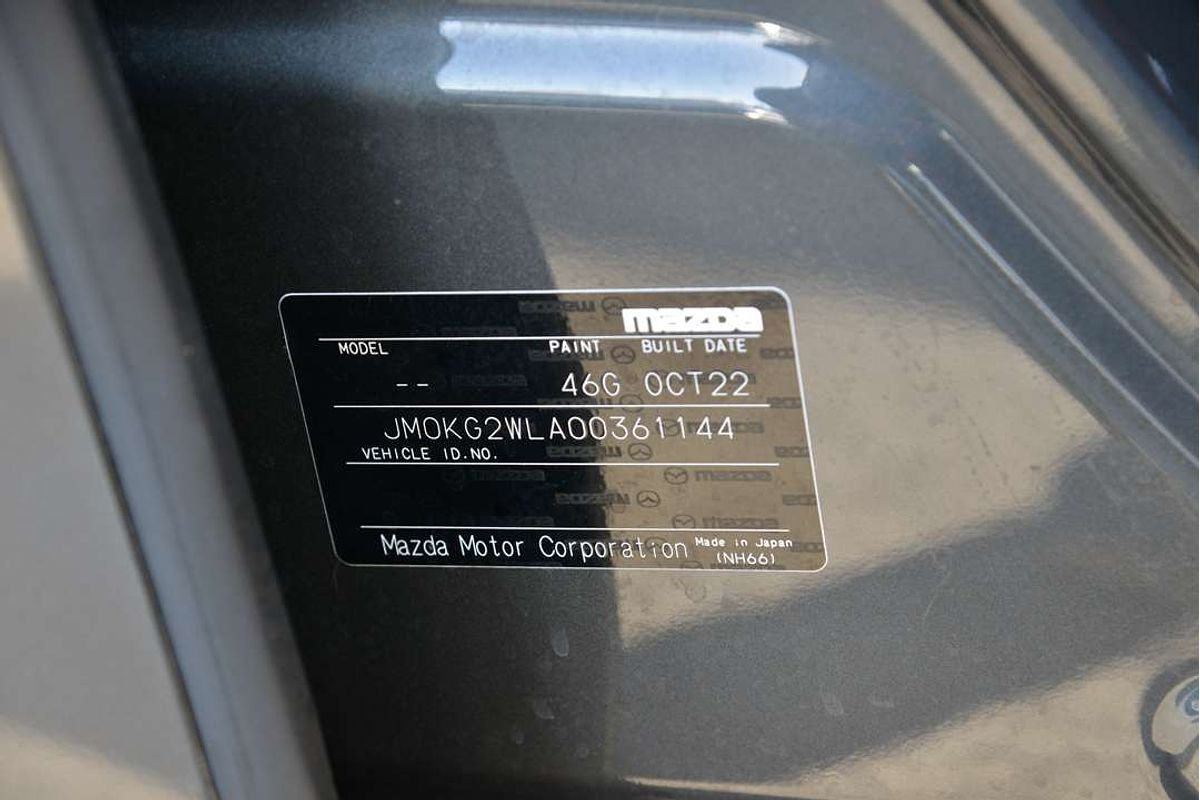 mazda
MODEL PAINT BUILT DATE
-- 46G OCT22
JM0KG2WLA00361144
VEHICLE ID.NO.
Mazda Motor Corporation Made in Japan
(NH66)